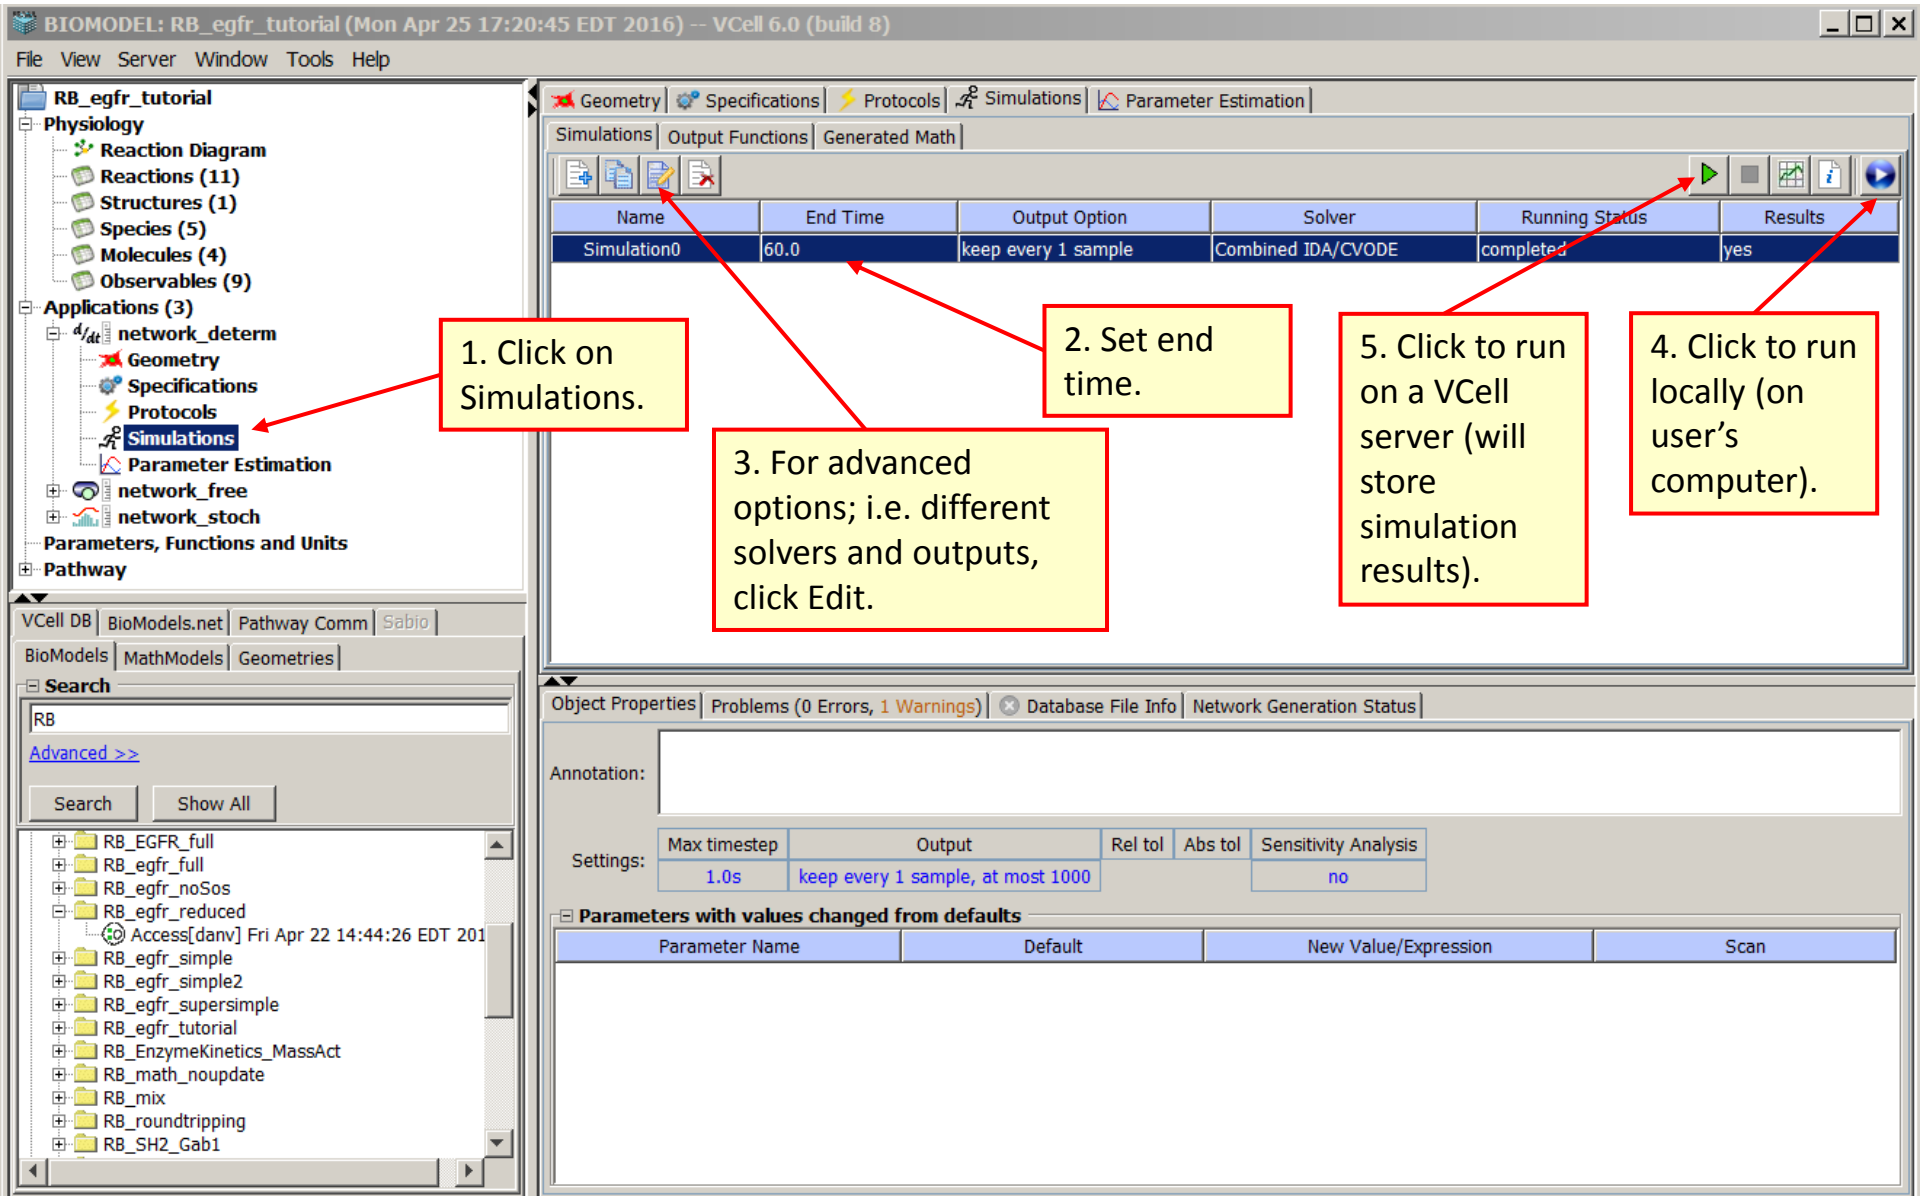 BIOMODEL: RB_egfr_tutorial (Mon Apr 25 17:20:45 EDT 2016) -- VCell 6.0 (build 8)
File View Server Window Tools Help
RB_egfr_tutorial
Physiology
Reaction Diagram
Reactions (11)
Structures (1)
Species (5)
Molecules (4)
Observables (9)
Applications (3)
d/dt network_determ
Geometry
Specifications
Protocols
Simulations
Parameter Estimation
network_free
network_stoch
Parameters, Functions and Units
Pathway
VCell DB BioModels.net Pathway Comm Sabio
BioModels MathModels Geometries
Search
RB
Advanced >>
Search Show All
RB_EGFR_full
RB_egfr_full
RB_egfr_noSos
RB_egfr_reduced
Access[danv] Fri Apr 22 14:44:26 EDT 201
RB_egfr_simple
RB_egfr_simple2
RB_egfr_supersimple
RB_egfr_tutorial
RB_EnzymeKinetics_MassAct
RB_math_noupdate
RB_mix
RB_roundtripping
RB_SH2_Gab1
Geometry Specifications Protocols Simulations Parameter Estimation
Simulations Output Functions Generated Math
Name End Time Output Option Solver Running Status Results
Simulation0 60.0 keep every 1 sample Combined IDA/CVODE completed yes
1. Click on
Simulations.
2. Set end
time.
3. For advanced
options; i.e. different
solvers and outputs,
click Edit.
5. Click to run
on a VCell
server (will
store
simulation
results).
4. Click to run
locally (on
user’s
computer).
Object Properties Problems (0 Errors, 1 Warnings) Database File Info Network Generation Status
Annotation:
Settings:
Max timestep Output Rel tol Abs tol Sensitivity Analysis
1.0s keep every 1 sample, at most 1000 no
Parameters with values changed from defaults
Parameter Name Default New Value/Expression Scan